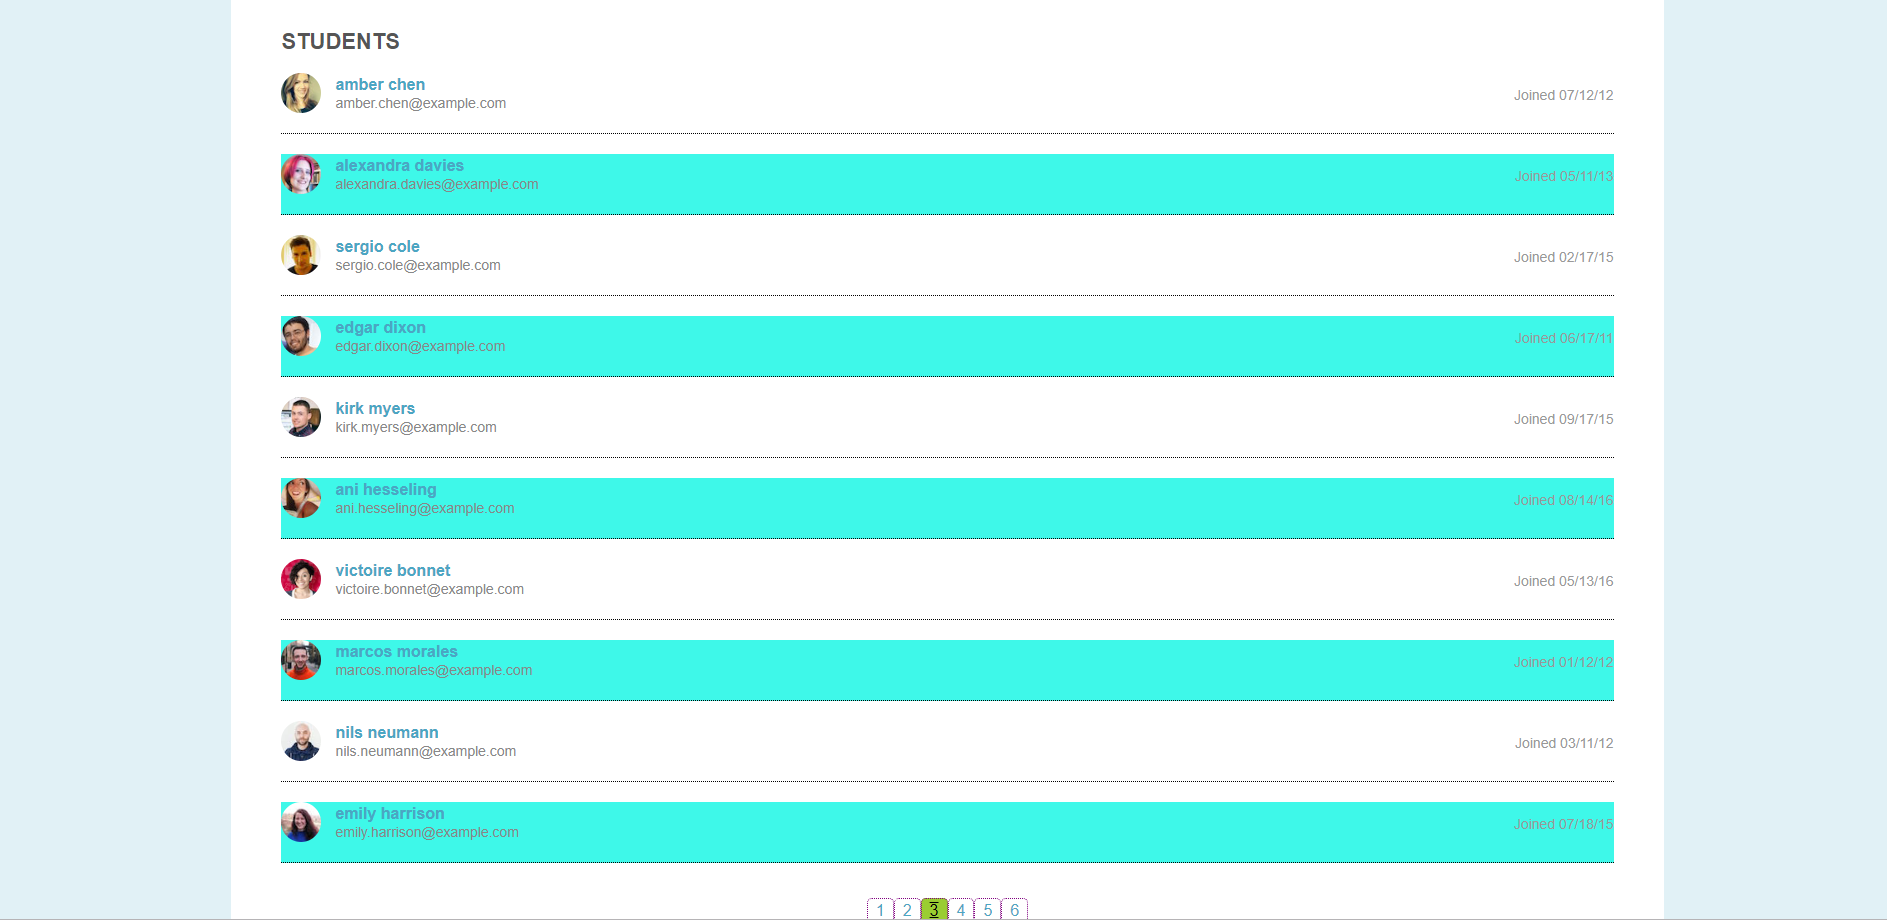 STUDENTS
amber chen
amber.chen@example.com
Joined 07/12/12
alexandra davies
alexandra.davies@example.com
Joined 05/11/13
sergio cole
sergio.cole@example.com
Joined 02/17/15
edgar dixon
edgar.dixon@example.com
Joined 06/17/11
kirk myers
kirk.myers@example.com
Joined 09/17/15
ani hesseling
ani.hesseling@example.com
Joined 08/14/16
victoire bonnet
victoire.bonnet@example.com
Joined 05/13/16
marcos morales
marcos.morales@example.com
Joined 01/12/12
nils neumann
nils.neumann@example.com
Joined 03/11/12
emily harrison
emily.harrison@example.com
Joined 07/18/15
1 2 3 4 5 6